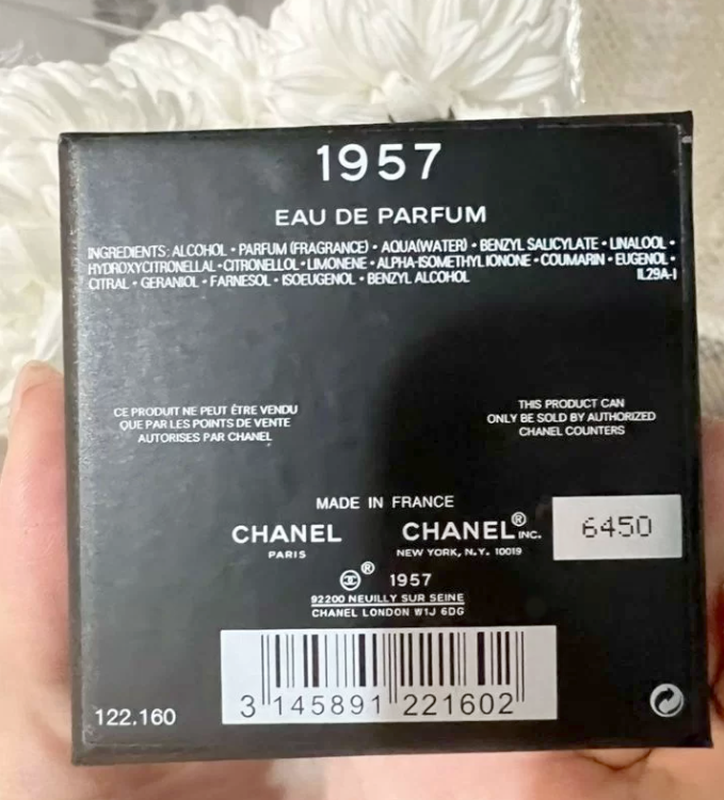 1957
EAU DE PARFUM
INGREDIENTS: ALCOHOL • PARFUM (FRAGRANCE) • AQUA(WATER) • BENZYL SALICYLATE • LINALOOL •
HYDROXYCITRONELLAL •CITRONELLOL •LIMONENE • ALPHA-ISOMETHYL IONONE • COUMARIN • EUGENOL •
CITRAL • GERANIOL • FARNESOL • ISOEUGENOL • BENZYL ALCOHOL IL29A-I
CE PRODUIT NE PEUT ÊTRE VENDU
QUE PAR LES POINTS DE VENTE
AUTORISES PAR CHANEL
THIS PRODUCT CAN
ONLY BE SOLD BY AUTHORIZED
CHANEL COUNTERS
MADE IN FRANCE
CHANEL
PARIS
CHANEL® INC.
NEW YORK, N.Y. 10019
6450
® 1957
92200 NEUILLY SUR SEINE
CHANEL LONDON W1J 6DG
3 145891 221602
122.160